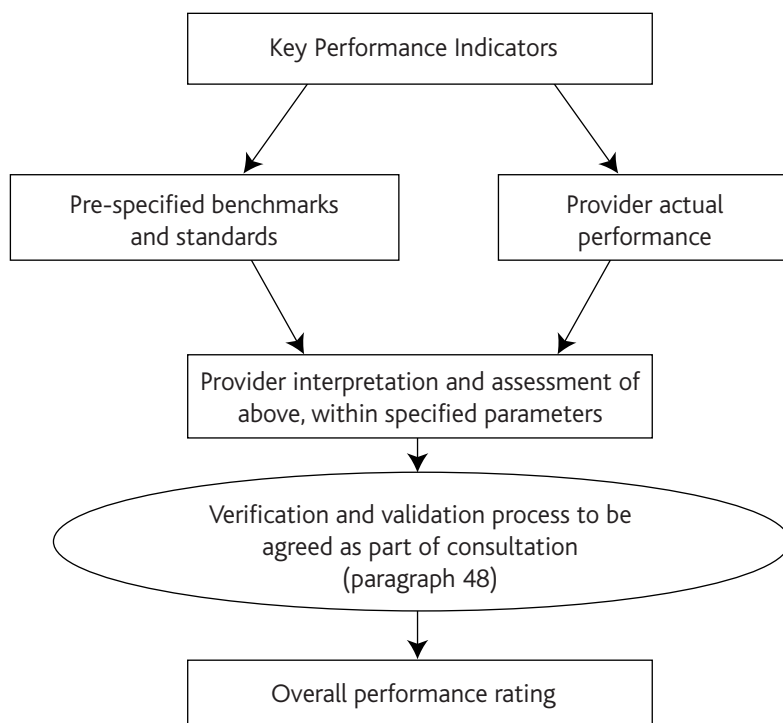 Key Performance Indicators
Pre-specified benchmarks
and standards
Provider actual
performance
Provider interpretation and assessment of
above, within specified parameters
Verification and validation process to be
agreed as part of consultation
(paragraph 48)
Overall performance rating